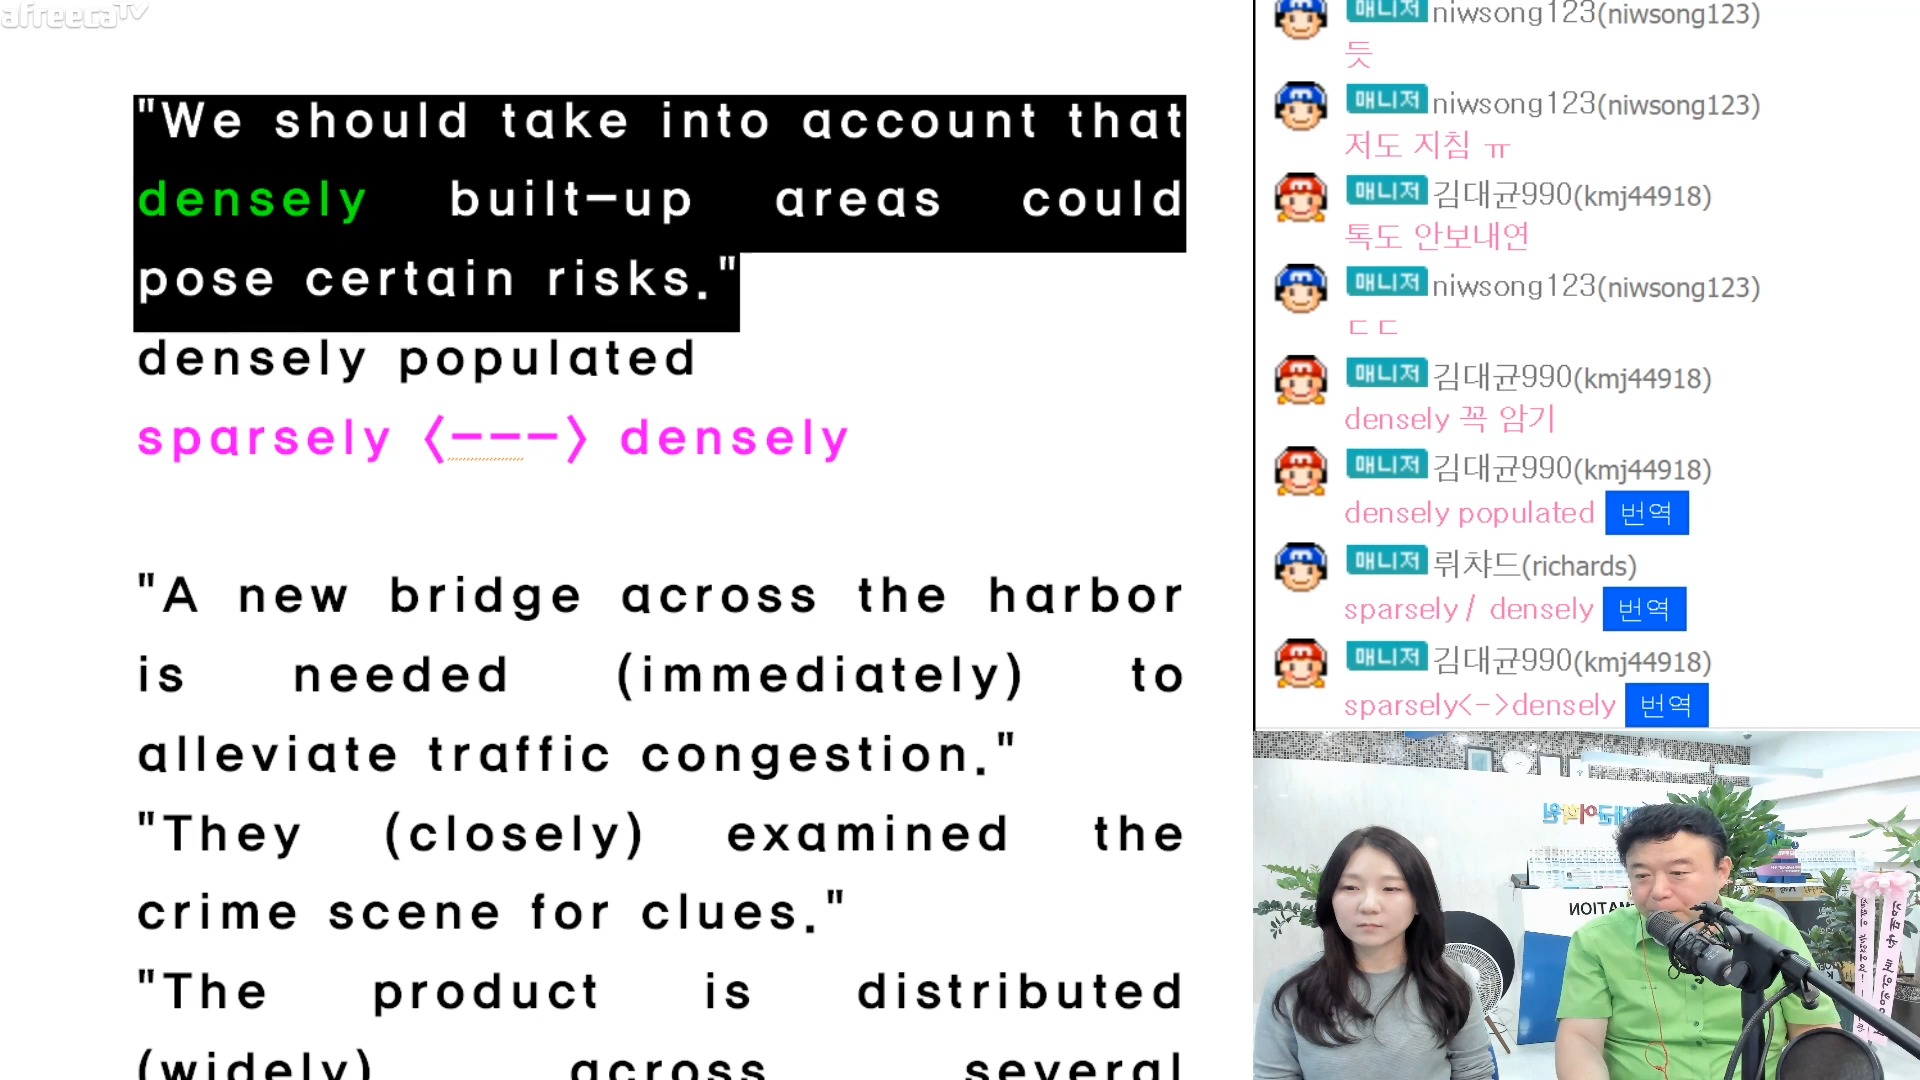 afreecaTV
"We should take into account that
densely built-up areas could
pose certain risks."
densely populated
sparsely 〈---〉 densely
"A new bridge across the harbor
is needed (immediately) to
alleviate traffic congestion."
"They (closely) examined the
crime scene for clues."
"The product is distributed
(widely) across several
매니저 niwsong123(niwsong123)
듯
매니저 niwsong123(niwsong123)
저도 지침 ㅠ
매니저 김대균990(kmj44918)
톡도 안보내연
매니저 niwsong123(niwsong123)
ㄷㄷ
매니저 김대균990(kmj44918)
densely 꼭 암기
매니저 김대균990(kmj44918)
densely populated 번역
매니저 뤼챠드(richards)
sparsely / densely 번역
매니저 김대균990(kmj44918)
sparsely<->densely 번역
대균어학원